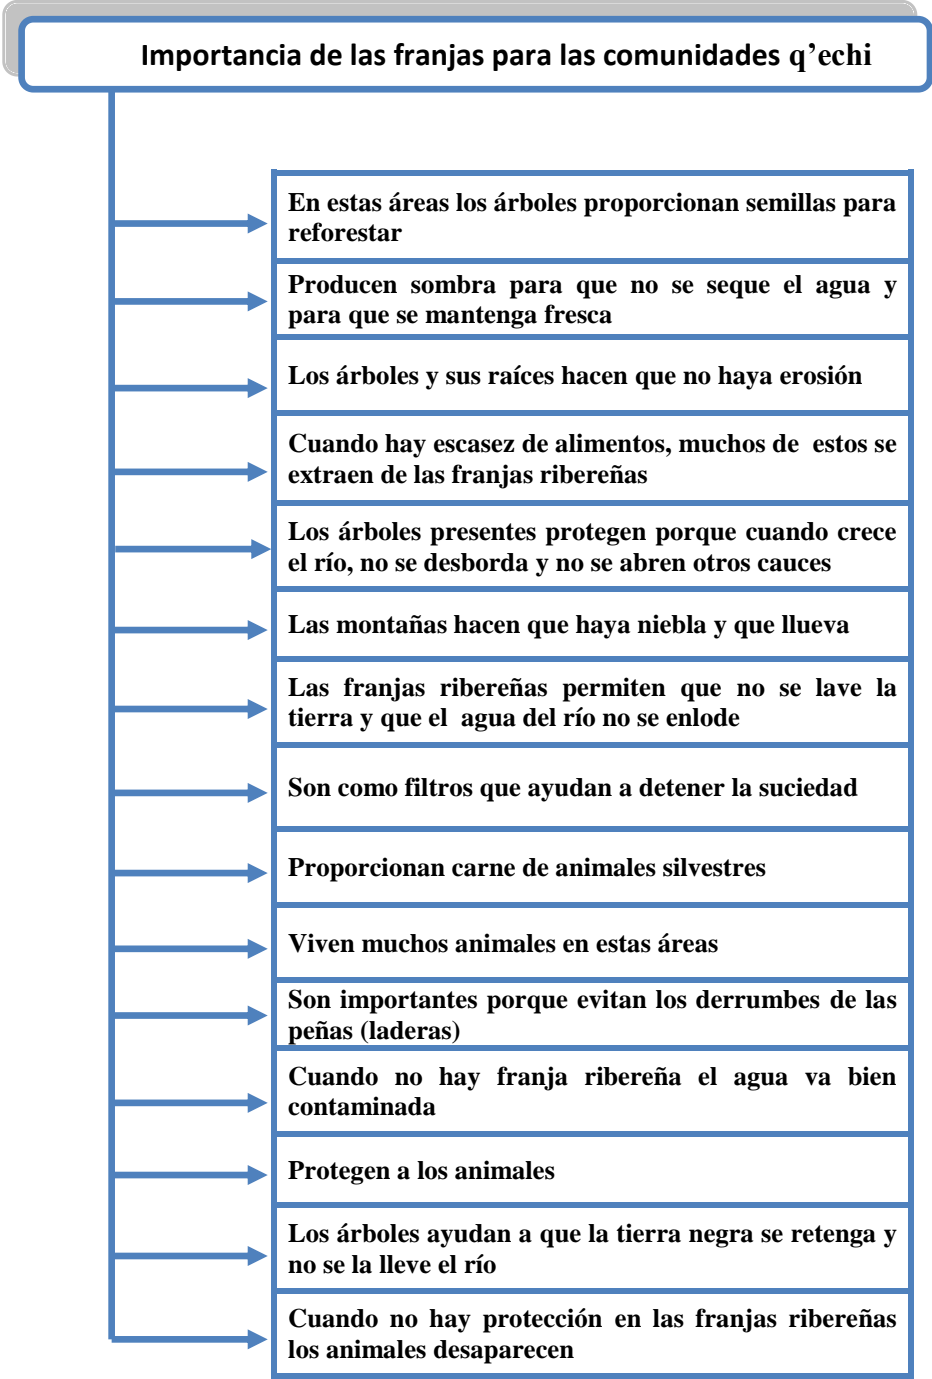 Importancia de las franjas para las comunidades q’echi
En estas áreas los árboles proporcionan semillas para
reforestar
Producen sombra para que no se seque el agua y
para que se mantenga fresca
Los árboles y sus raíces hacen que no haya erosión
Cuando hay escasez de alimentos, muchos de estos se
extraen de las franjas ribereñas
Los árboles presentes protegen porque cuando crece
el río, no se desborda y no se abren otros cauces
Las montañas hacen que haya niebla y que llueva
Las franjas ribereñas permiten que no se lave la
tierra y que el agua del río no se enlode
Son como filtros que ayudan a detener la suciedad
Proporcionan carne de animales silvestres
Viven muchos animales en estas áreas
Son importantes porque evitan los derrumbes de las
peñas (laderas)
Cuando no hay franja ribereña el agua va bien
contaminada
Protegen a los animales
Los árboles ayudan a que la tierra negra se retenga y
no se la lleve el río
Cuando no hay protección en las franjas ribereñas
los animales desaparecen